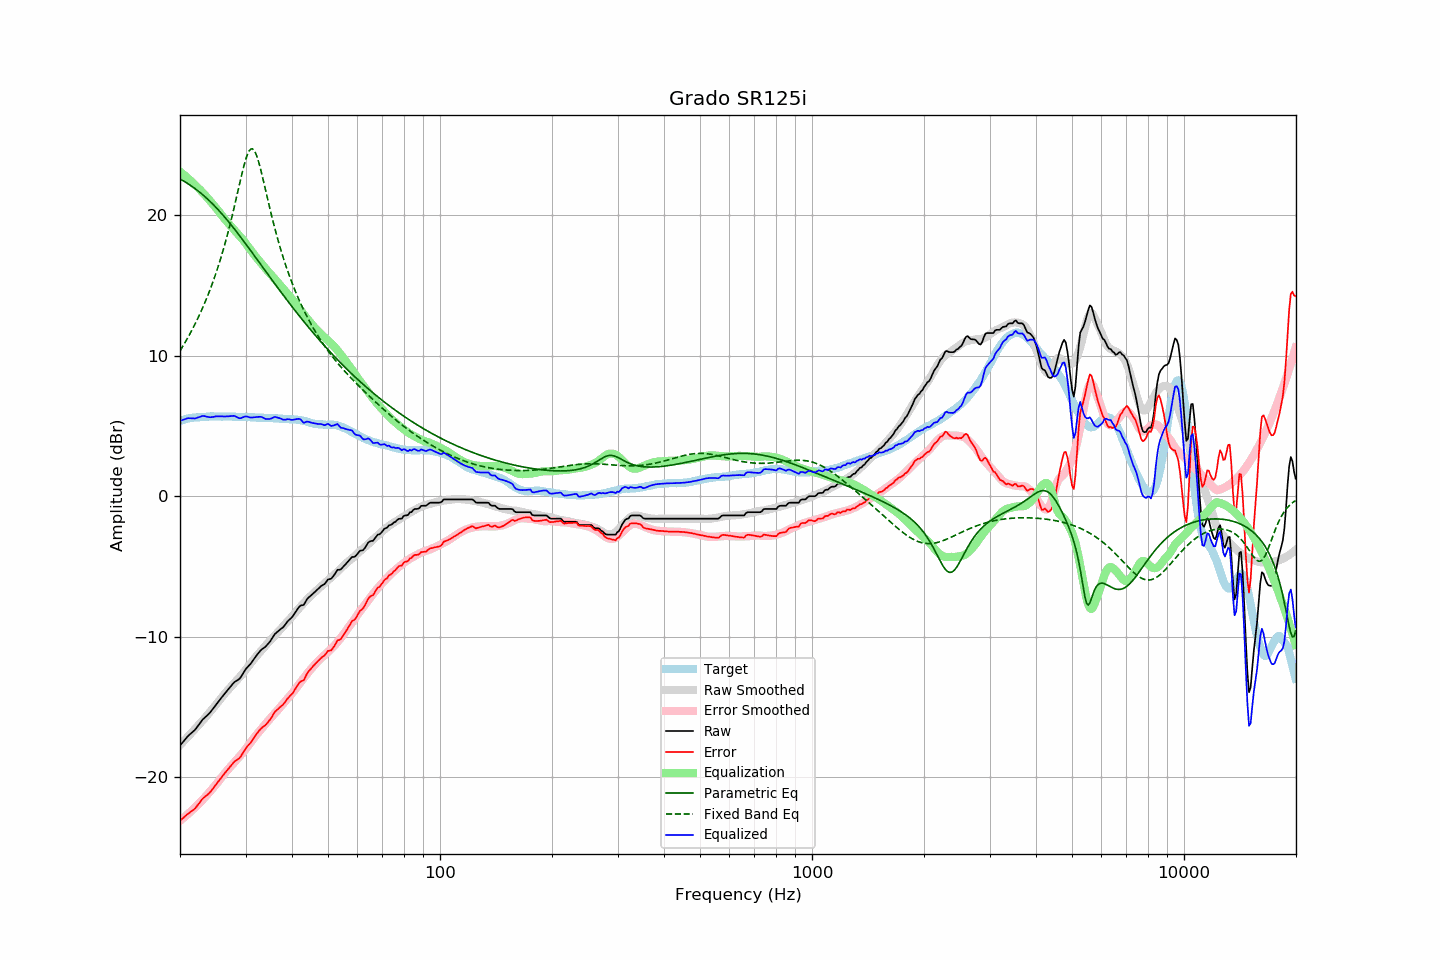 Grado SR125i
Amplitude (dBr)
20
10
0
−10
−20
Target
Raw Smoothed
Error Smoothed
Raw
Error
Equalization
Parametric Eq
Fixed Band Eq
Equalized
100
1000
10000
Frequency (Hz)